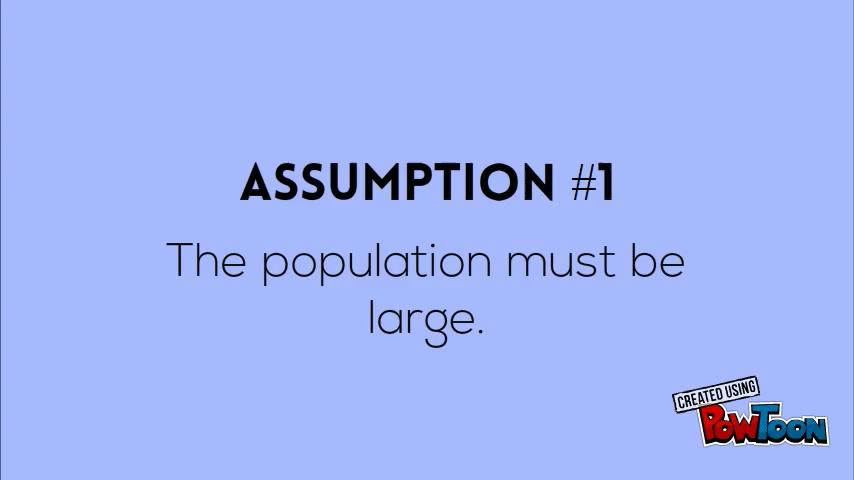 ASSUMPTION #1
The population must be
large.
CREATED USING
POWTOON